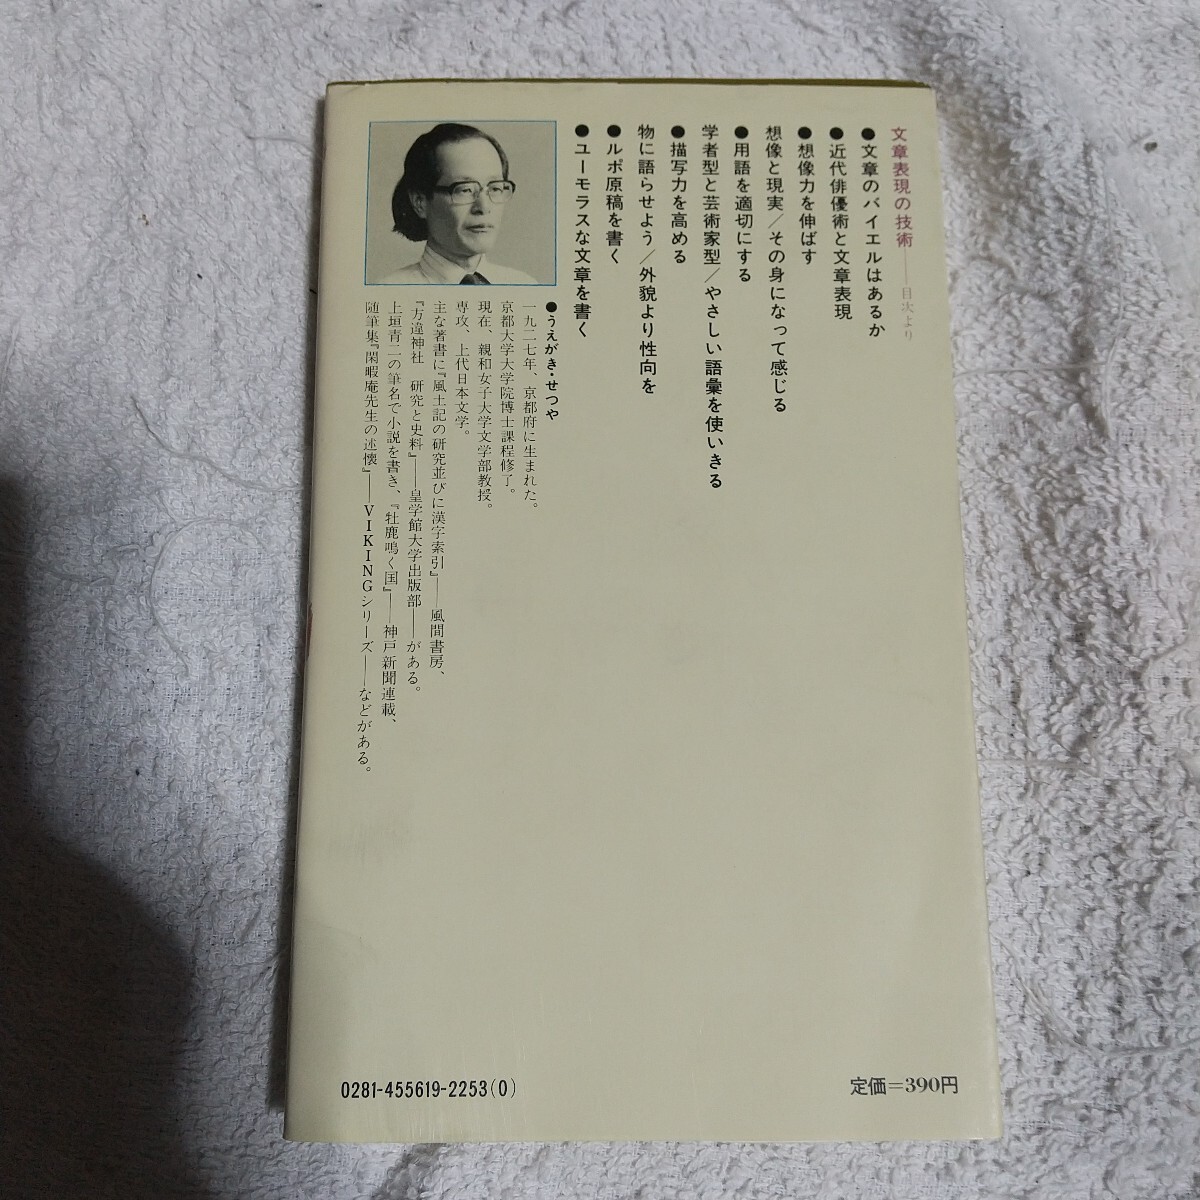 文章表現の技術――目次より
●文章のバイエルはあるか
●近代俳優術と文章表現
●想像力を伸ばす
想像と現実／その身になって感じる
●用語を適切にする
学者型と芸術家型／やさしい語彙を使いきる
●描写力を高める
物に語らせよう／外貌より性向を
●ルポ原稿を書く
●ユーモラスな文章を書く
●うえがき・せつや
一九二七年、京都府に生まれた。
京都大学大学院博士課程修了。
現在、親和女子大学文学部教授。
専攻、上代日本文学。
主な著書に『風土記の研究並びに漢字索引』――風間書房、
『方違神社 研究と史料』――皇学館大学出版部――がある。
上垣青二の筆名で小説を書き、『牡鹿鳴く国』――神戸新聞連載、
随筆集『閑暇庵先生の述懐』――VIKINGシリーズ――などがある。
0281-455619-2253(0)
定価=390円